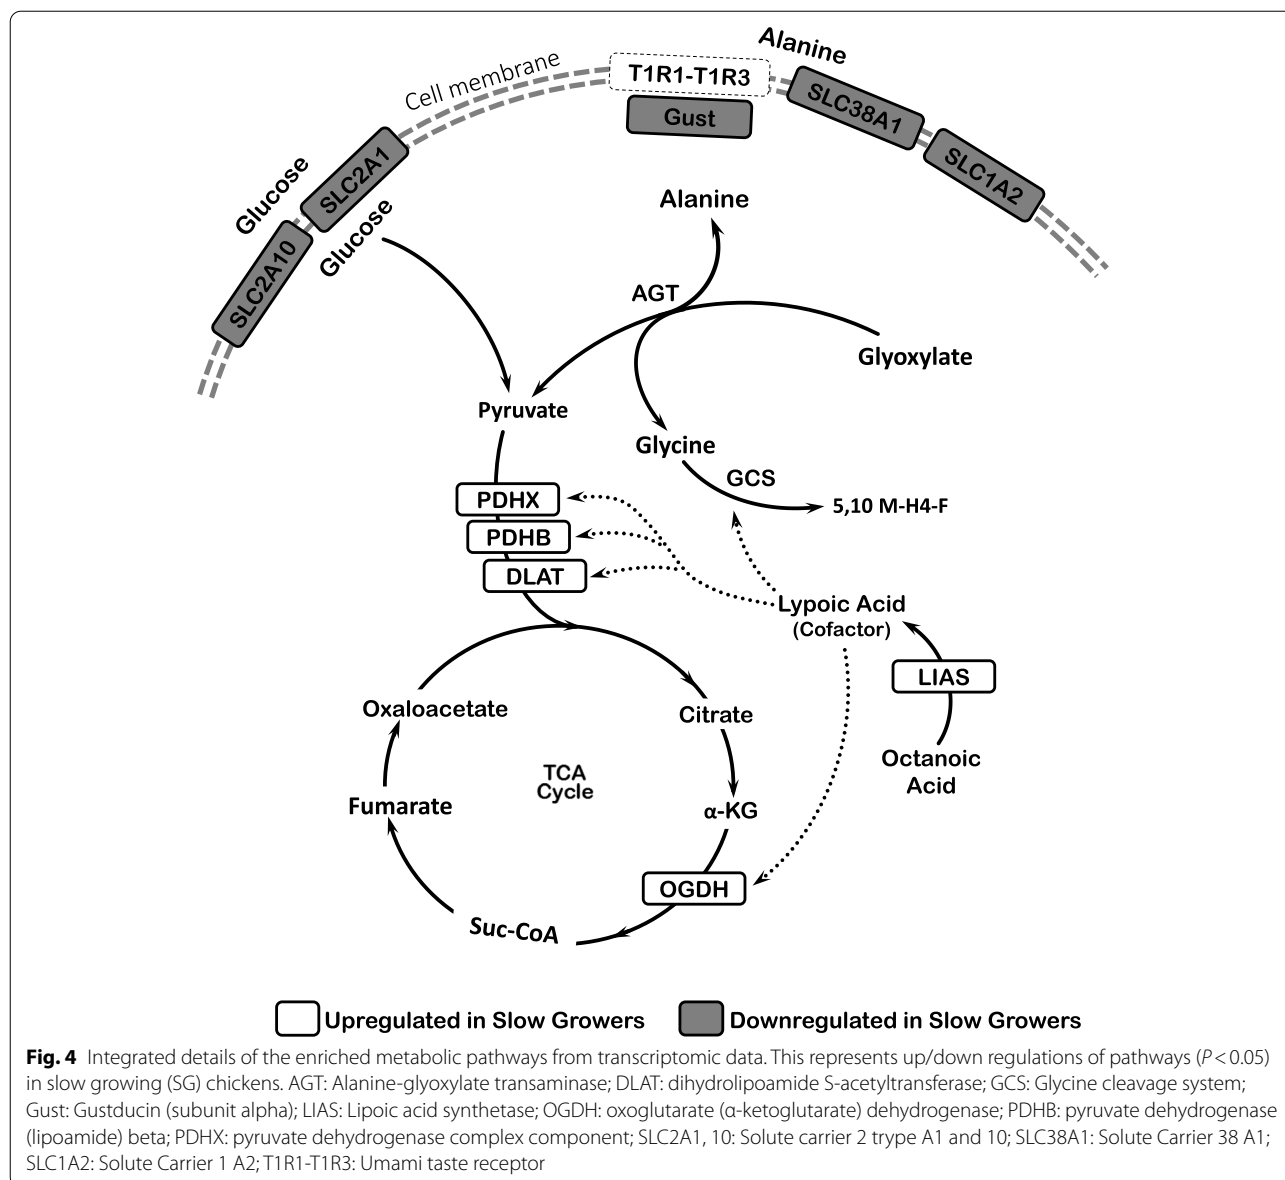 Alanine
Cell membrane
T1R1-T1R3
Gust
SLC38A1
SLC1A2
SLC2A1
Glucose
Glucose
SLC2A10
Alanine
AGT
Glyoxylate
Pyruvate
Glycine
GCS
5,10 M-H4-F
PDHX
PDHB
DLAT
Lypoic Acid
(Cofactor)
LIAS
Octanoic
Acid
Oxaloacetate
Citrate
TCA
Cycle
Fumarate
α-KG
OGDH
Suc-CoA
Upregulated in Slow Growers
Downregulated in Slow Growers
Fig. 4 Integrated details of the enriched metabolic pathways from transcriptomic data. This represents up/down regulations of pathways (P < 0.05)
in slow growing (SG) chickens. AGT: Alanine-glyoxylate transaminase; DLAT: dihydrolipoamide S-acetyltransferase; GCS: Glycine cleavage system;
Gust: Gustducin (subunit alpha); LIAS: Lipoic acid synthetase; OGDH: oxoglutarate (α-ketoglutarate) dehydrogenase; PDHB: pyruvate dehydrogenase
(lipoamide) beta; PDHX: pyruvate dehydrogenase complex component; SLC2A1, 10: Solute carrier 2 trype A1 and 10; SLC38A1: Solute Carrier 38 A1;
SLC1A2: Solute Carrier 1 A2; T1R1-T1R3: Umami taste receptor